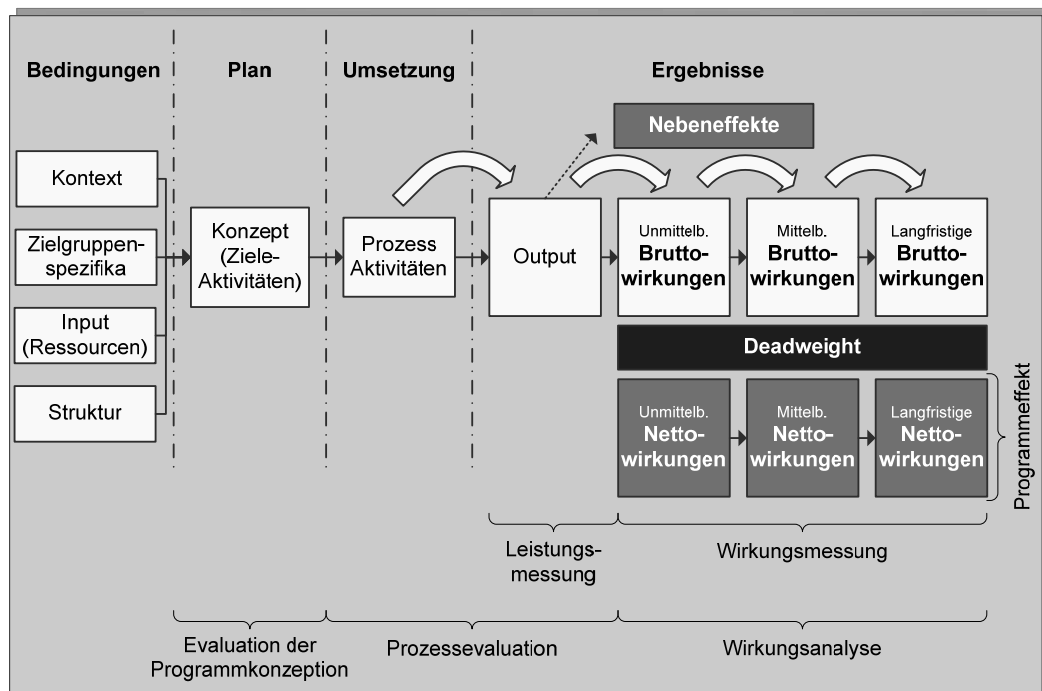 Bedingungen
Plan
Umsetzung
Ergebnisse
Nebeneffekte
Kontext
Zielgruppen-
spezifika
Input
(Ressourcen)
Struktur
Konzept
(Ziele-
Aktivitäten)
Prozess
Aktivitäten
Output
Unmittelb.
Brutto-
wirkungen
Mittelb.
Brutto-
wirkungen
Langfristige
Brutto-
wirkungen
Deadweight
Unmittelb.
Netto-
wirkungen
Mittelb.
Netto-
wirkungen
Langfristige
Netto-
wirkungen
Programmeffekt
Leistungs-
messung
Wirkungsmessung
Evaluation der
Programmkonzeption
Prozessevaluation
Wirkungsanalyse